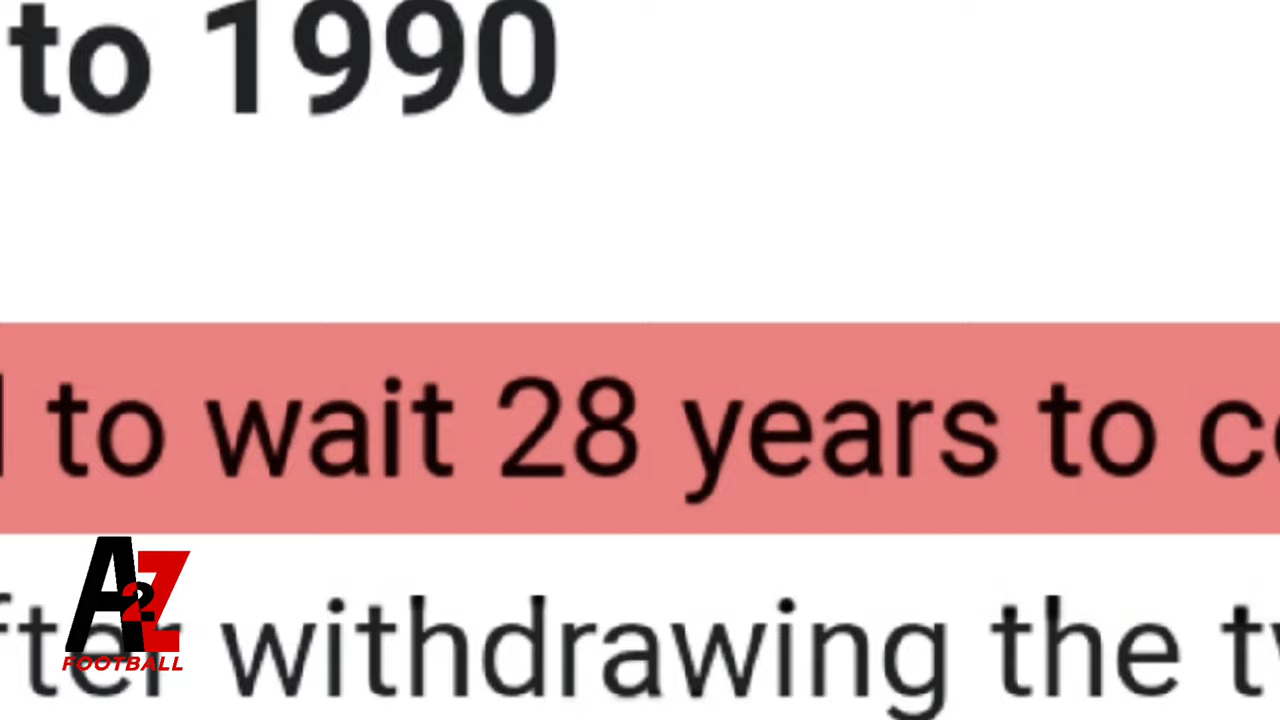 to 1990
to wait 28 years to
A2Z
FOOTBALL
withdrawing the